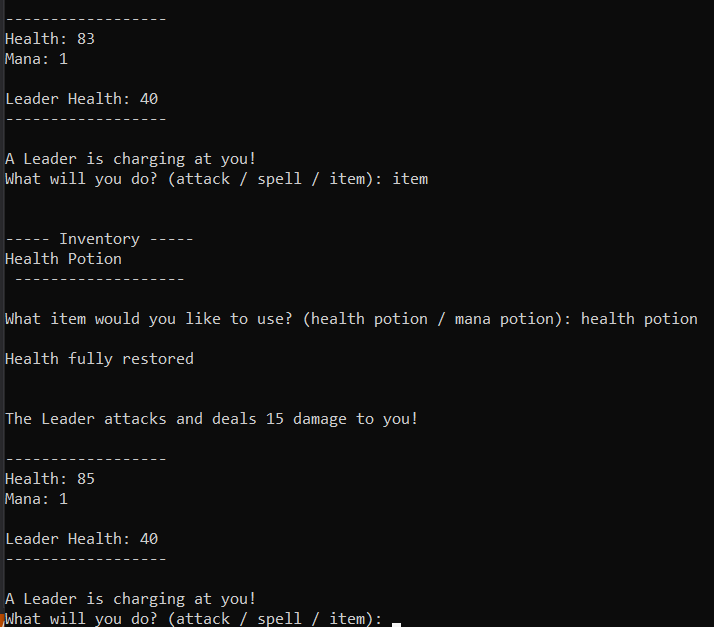 ------------------
Health: 83
Mana: 1
Leader Health: 40
------------------
A Leader is charging at you!
What will you do? (attack / spell / item): item
----- Inventory -----
Health Potion
-------------------
What item would you like to use? (health potion / mana potion): health potion
Health fully restored
The Leader attacks and deals 15 damage to you!
------------------
Health: 85
Mana: 1
Leader Health: 40
------------------
A Leader is charging at you!
What will you do? (attack / spell / item):